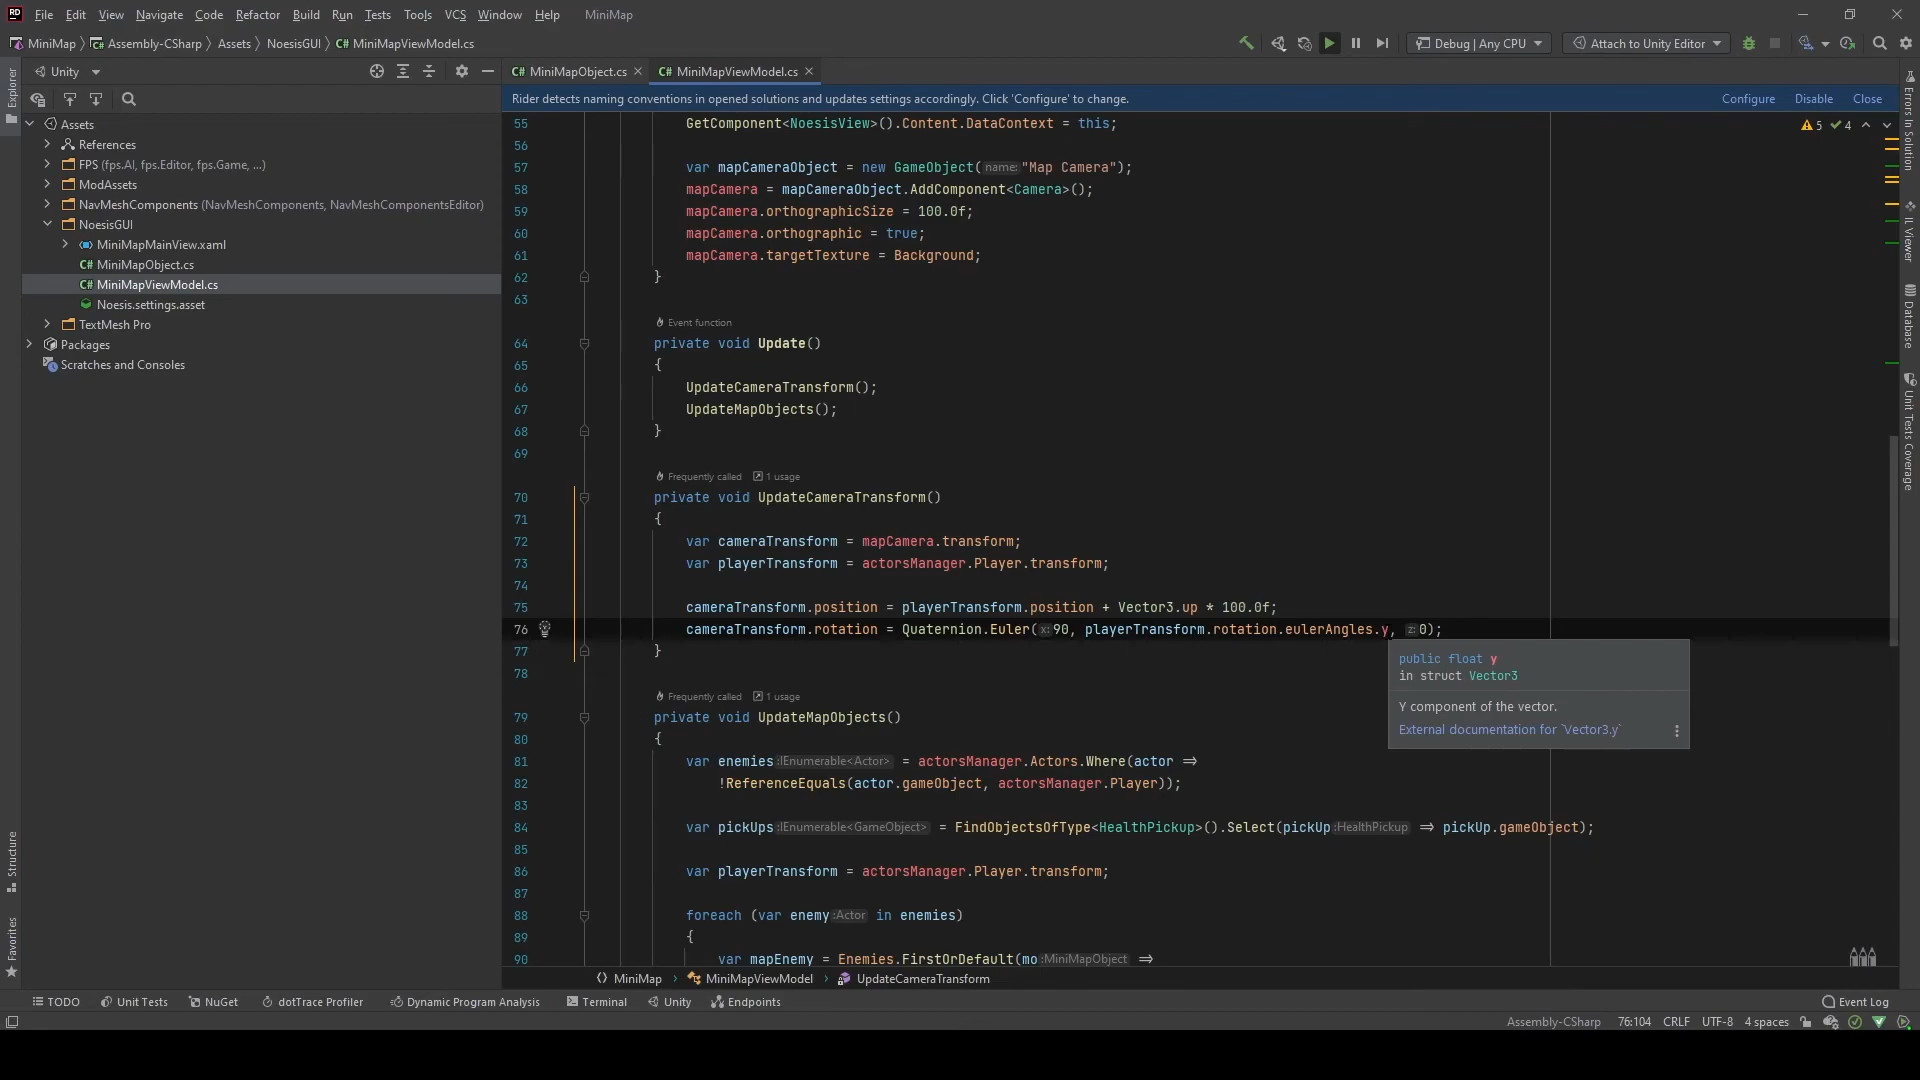 File Edit View Navigate Code Refactor Build Run Tests Tools VCS Window Help MiniMap
MiniMap Assembly-CSharp Assets NoesisGUI C# MiniMapViewModel.cs
Debug | Any CPU Attach to Unity Editor
Unity
C# MiniMapObject.cs C# MiniMapViewModel.cs
Rider detects naming conventions in opened solutions and updates settings accordingly. Click 'Configure' to change. Configure Disable Close
Explorer
Assets
References
FPS (fps.AI, fps.Editor, fps.Game, ...)
ModAssets
NavMeshComponents (NavMeshComponents, NavMeshComponentsEditor)
NoesisGUI
MiniMapMainView.xaml
C# MiniMapObject.cs
C# MiniMapViewModel.cs
Noesis.settings.asset
TextMesh Pro
Packages
Scratches and Consoles
Structure
Favorites
5 4
55 GetComponent<NoesisView>().Content.DataContext = this;
56
57 var mapCameraObject = new GameObject( name: "Map Camera");
58 mapCamera = mapCameraObject.AddComponent<Camera>();
59 mapCamera.orthographicSize = 100.0f;
60 mapCamera.orthographic = true;
61 mapCamera.targetTexture = Background;
62 }
63
Event function
64 private void Update()
65 {
66 UpdateCameraTransform();
67 UpdateMapObjects();
68 }
69
Frequently called 1 usage
70 private void UpdateCameraTransform()
71 {
72 var cameraTransform = mapCamera.transform;
73 var playerTransform = actorsManager.Player.transform;
74
75 cameraTransform.position = playerTransform.position + Vector3.up * 100.0f;
76 cameraTransform.rotation = Quaternion.Euler( x: 90, playerTransform.rotation.eulerAngles.y, z: 0);
77 }
78
public float y
in struct Vector3
Y component of the vector.
External documentation for `Vector3.y`
Frequently called 1 usage
79 private void UpdateMapObjects()
80 {
81 var enemies :IEnumerable<Actor> = actorsManager.Actors.Where(actor =>
82 !ReferenceEquals(actor.gameObject, actorsManager.Player));
83
84 var pickUps :IEnumerable<GameObject> = FindObjectsOfType<HealthPickup>().Select(pickUp :HealthPickup => pickUp.gameObject);
85
86 var playerTransform = actorsManager.Player.transform;
87
88 foreach (var enemy :Actor in enemies)
89 {
90 var mapEnemy = Enemies.FirstOrDefault(mo :MiniMapObject =>
MiniMap MiniMapViewModel UpdateCameraTransform
Errors In Solution
IL Viewer
Database
Unit Tests Coverage
TODO Unit Tests NuGet dotTrace Profiler Dynamic Program Analysis Terminal Unity Endpoints Event Log
Assembly-CSharp 76:104 CRLF UTF-8 4 spaces